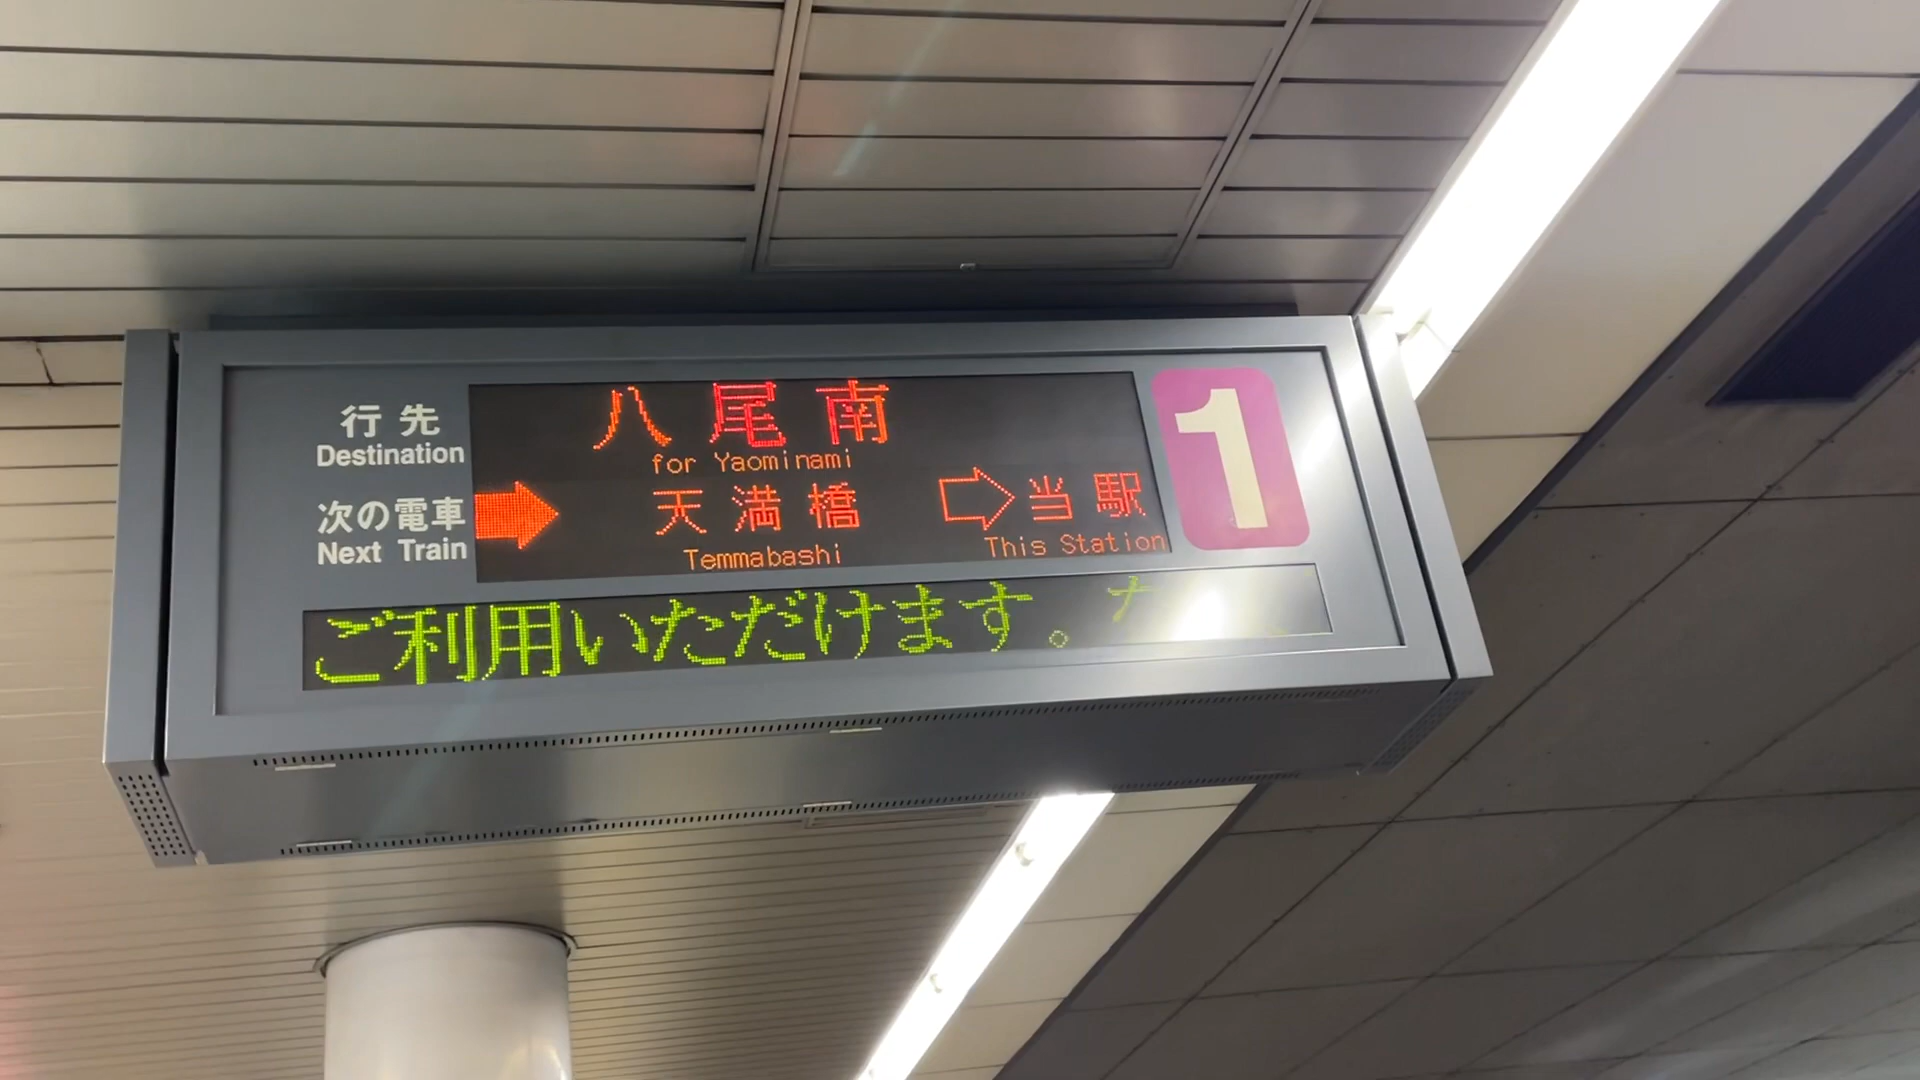 行先
Destination
八尾南
for Yaominami
1
次の電車
Next Train
天満橋
Temmabashi
当駅
This Station
ご利用いただけます。